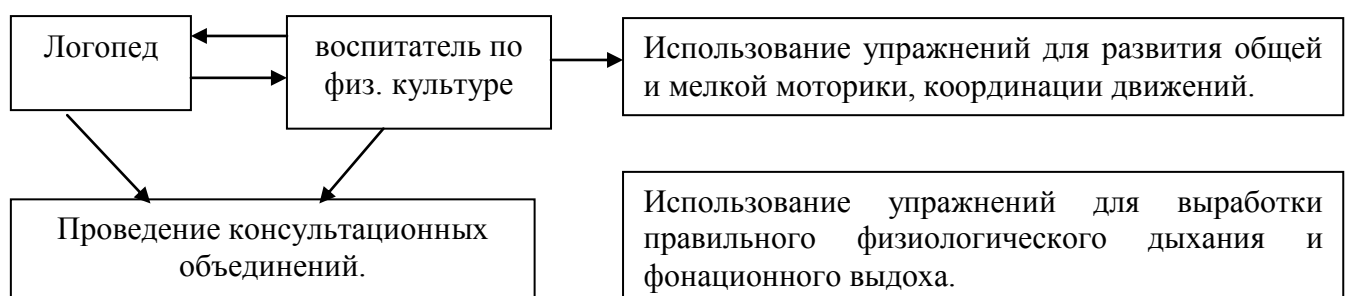 Логопед
воспитатель по
физ. культуре
Использование упражнений для развития общей
и мелкой моторики, координации движений.
Проведение консультационных
объединений.
Использование упражнений для выработки
правильного физиологического дыхания и
фонационного выдоха.